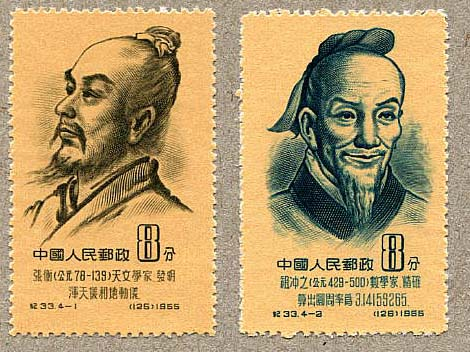 中國人民郵政 8分
張衡(公元78-139)天文學家.發明
渾天儀和地動儀.
紀33.4-1 (125)1955
中國人民郵政 8分
祖冲之(公元429-500)數學家.精確
算出圓周率爲3.14159265.
紀33.4-2 (126)1955